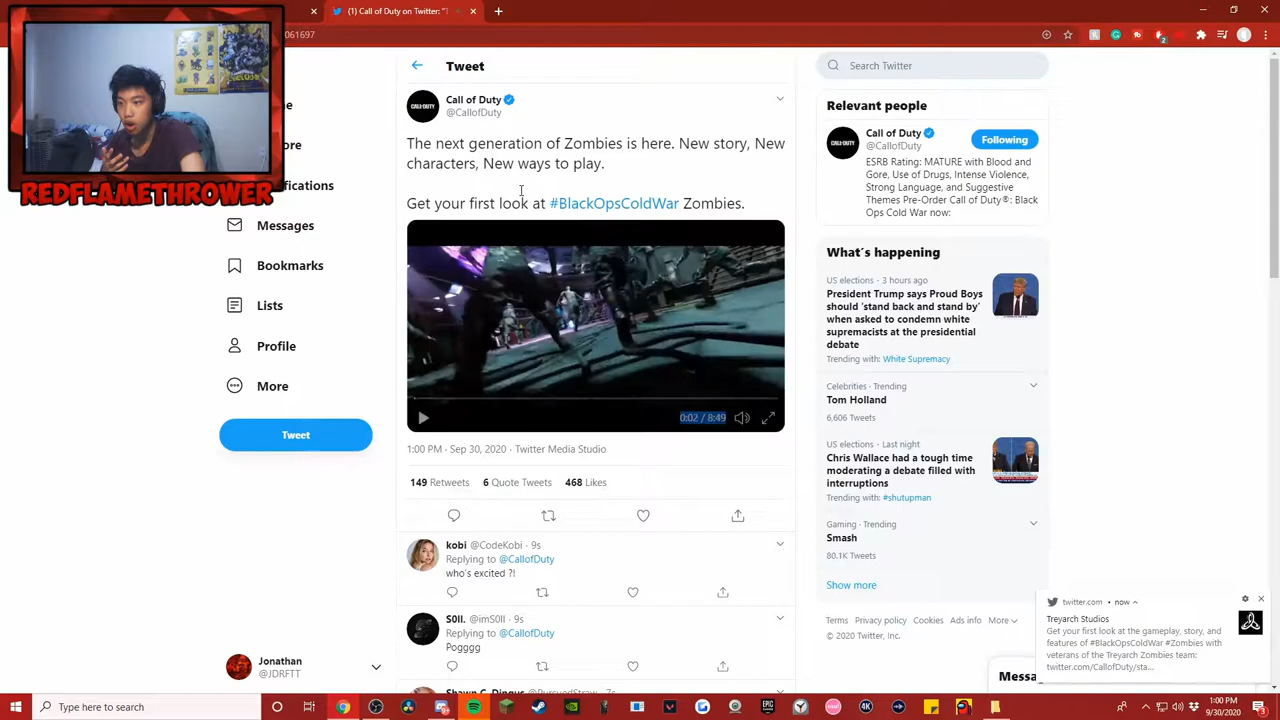 (1) Call of Duty on Twitter: "
061697
REDFLAMETHROWER
Messages
Bookmarks
Lists
Profile
More
Tweet
Jonathan
@JDRFTT
Tweet
Call of Duty
@CallofDuty
The next generation of Zombies is here. New story, New
characters, New ways to play.
Get your first look at #BlackOpsColdWar Zombies.
0:02 / 8:49
1:00 PM · Sep 30, 2020 · Twitter Media Studio
149 Retweets 6 Quote Tweets 468 Likes
kobi @CodeKobi · 9s
Replying to @CallofDuty
who's excited ?!
S0ll. @imS0ll · 9s
Replying to @CallofDuty
Pogggg
Shawn C. Dingus @PursuedStraw · 7s
Search Twitter
Relevant people
Call of Duty
@CallofDuty
Following
ESRB Rating: MATURE with Blood and
Gore, Use of Drugs, Intense Violence,
Strong Language, and Suggestive
Themes Pre-Order Call of Duty®: Black
Ops Cold War now:
What's happening
US elections · 3 hours ago
President Trump says Proud Boys
should 'stand back and stand by'
when asked to condemn white
supremacists at the presidential
debate
Trending with: White Supremacy
Celebrities · Trending
Tom Holland
6,606 Tweets
US elections · Last night
Chris Wallace had a tough time
moderating a debate filled with
interruptions
Trending with: #shutupman
Gaming · Trending
Smash
80.1K Tweets
Show more
Terms Privacy policy Cookies Ads info More
© 2020 Twitter, Inc.
twitter.com • now
Treyarch Studios
Get your first look at the gameplay, story, and
features of #BlackOpsColdWar #Zombies with
veterans of the Treyarch Zombies team:
twitter.com/CallofDuty/sta...
Type here to search
1:00 PM
9/30/2020